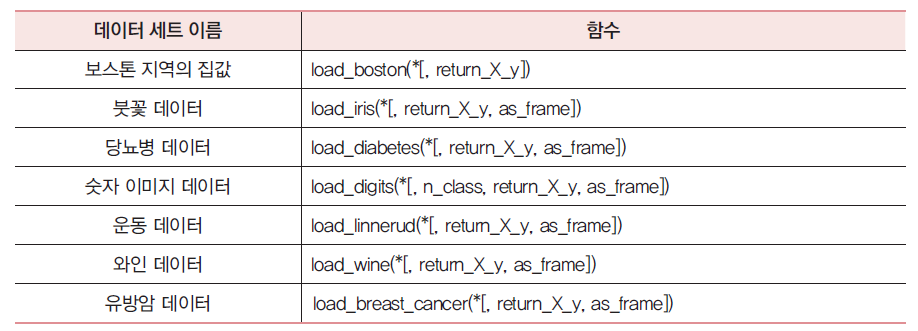 데이터 세트 이름 함수
보스톤 지역의 집값 load_boston(*[, return_X_y])
붓꽃 데이터 load_iris(*[, return_X_y, as_frame])
당뇨병 데이터 load_diabetes(*[, return_X_y, as_frame])
숫자 이미지 데이터 load_digits(*[, n_class, return_X_y, as_frame])
운동 데이터 load_linnerud(*[, return_X_y, as_frame])
와인 데이터 load_wine(*[, return_X_y, as_frame])
유방암 데이터 load_breast_cancer(*[, return_X_y, as_frame])